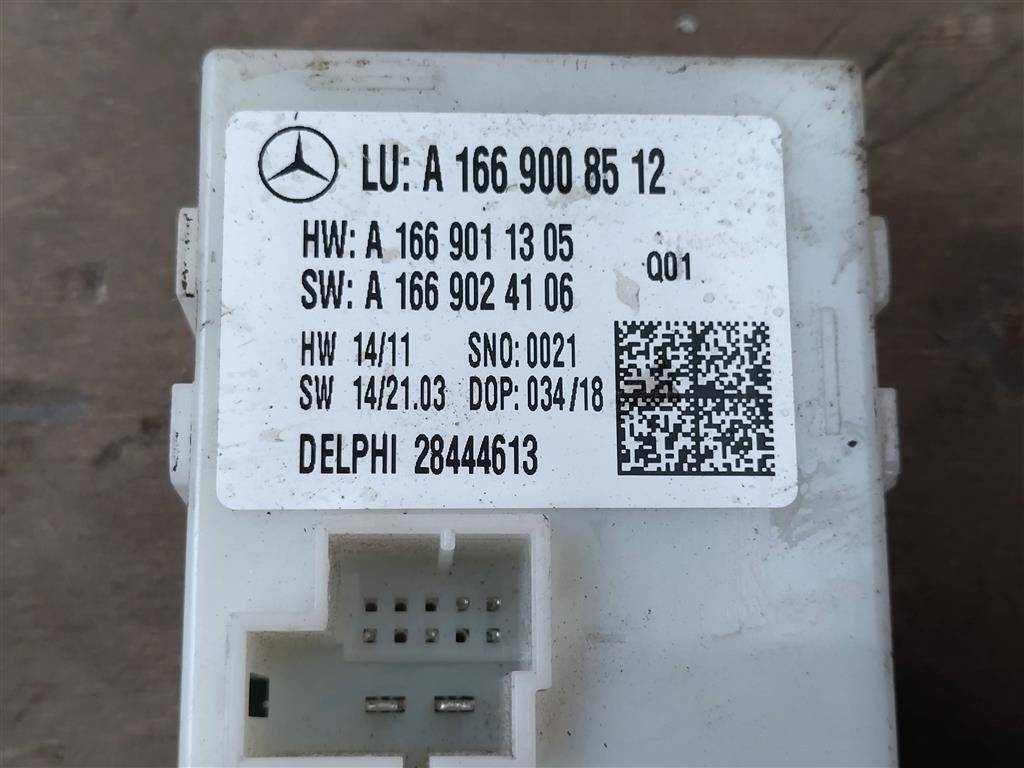 LU: A 166 900 85 12
HW: A 166 901 13 05
SW: A 166 902 41 06
Q01
HW 14/11 SNO: 0021
SW 14/21.03 DOP: 034/18
DELPHI 28444613